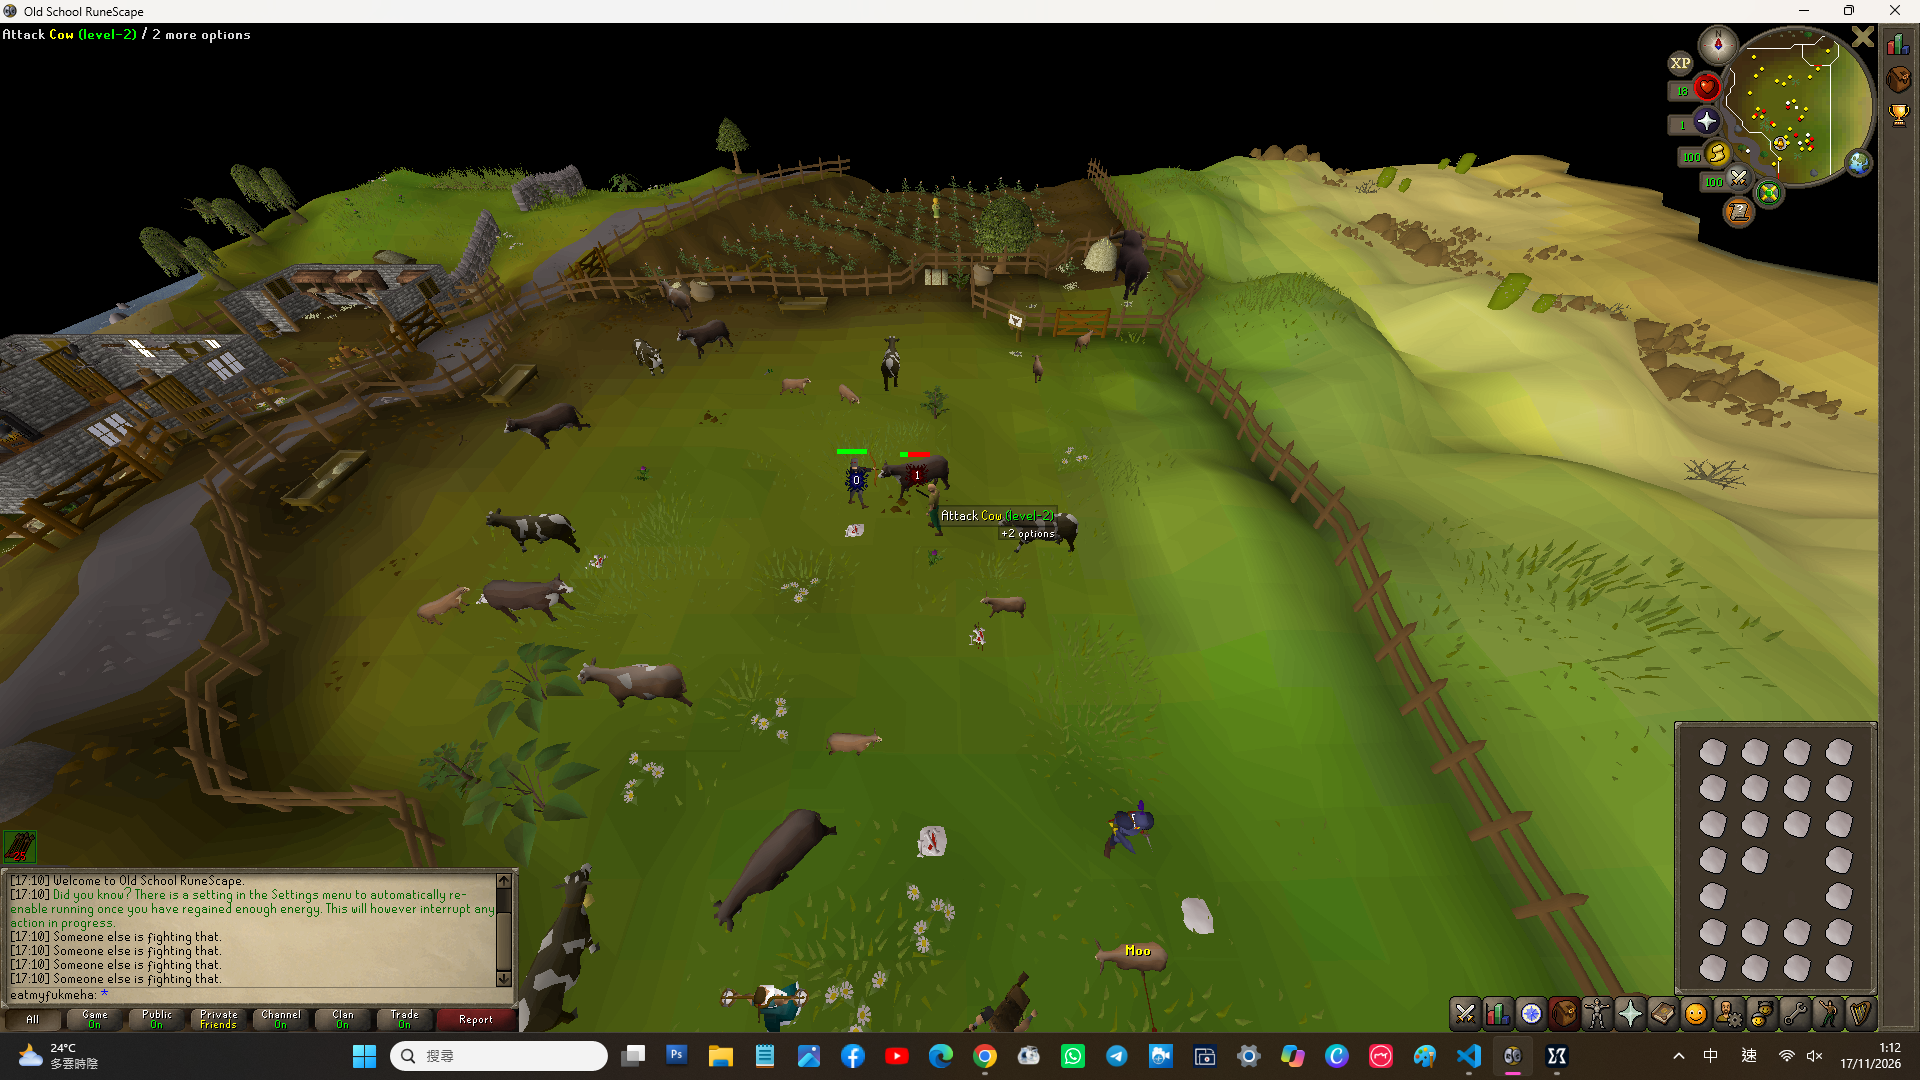 Old School RuneScape
Attack Cow (level-2) / 2 more options
N
XP
18
1
100
100
0
1
Attack Cow (level-2)
+2 options
Moo
25
[17:10] Welcome to Old School RuneScape.
[17:10] Did you know? There is a setting in the Settings menu to automatically re-
enable running once you have regained enough energy. This will however interrupt any
action in progress.
[17:10] Someone else is fighting that.
[17:10] Someone else is fighting that.
[17:10] Someone else is fighting that.
[17:10] Someone else is fighting that.
eatmyfukmeha: *
All
Game On
Public On
Private Friends
Channel On
Clan On
Trade On
Report
24°C
多雲時陰
搜尋
Ps
中
速
1:12
17/11/2026